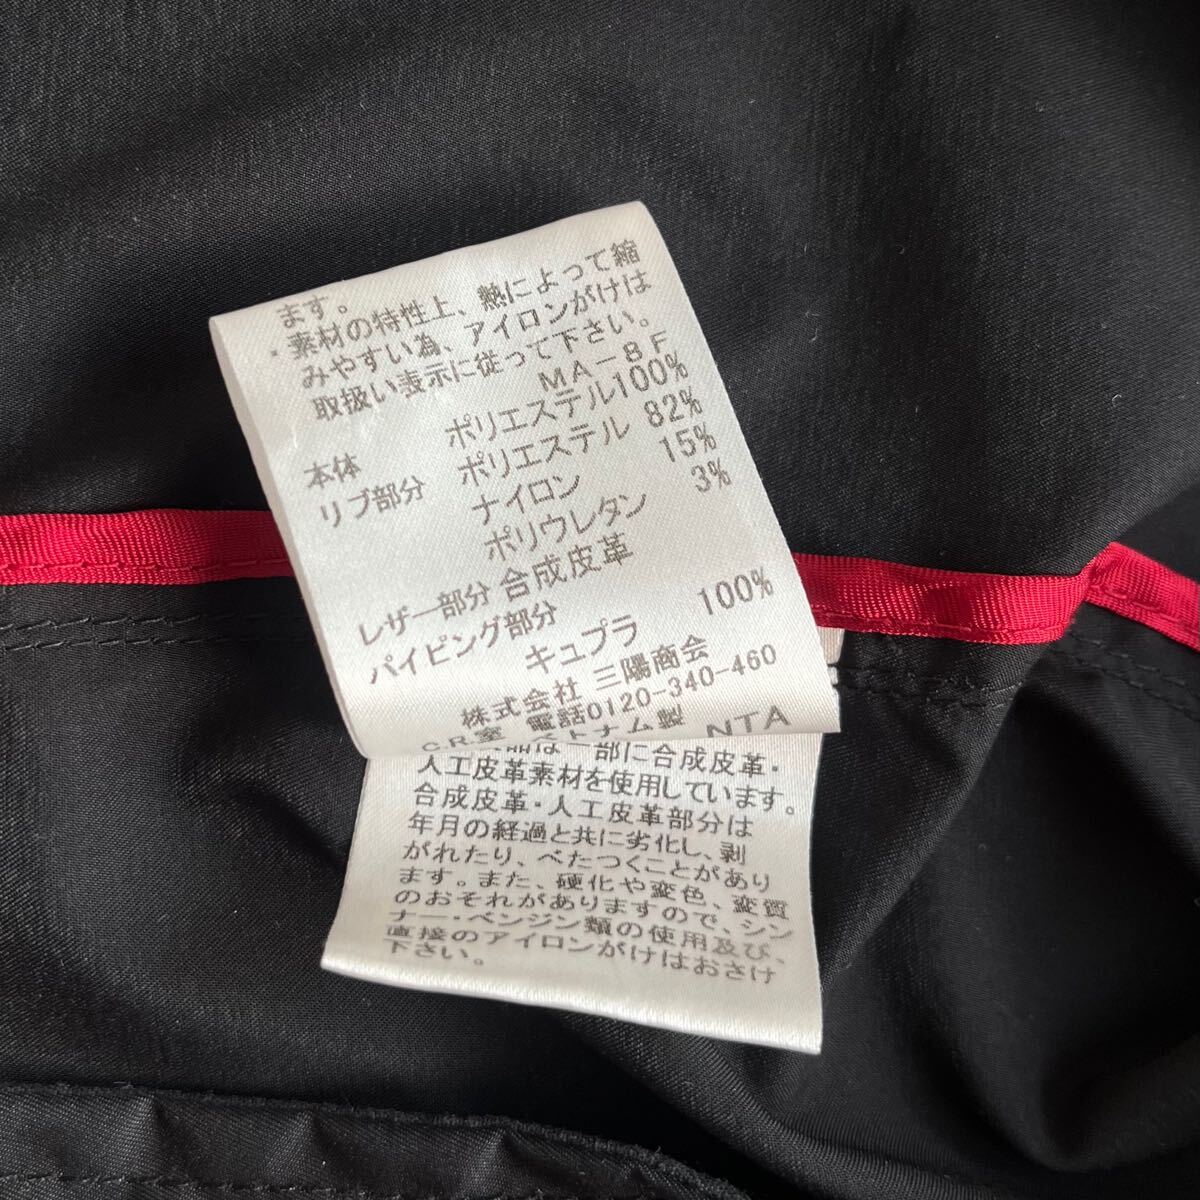 ます。
・素材の特性上、熱によって縮
みやすい為、アイロンがけは
取扱い表示に従って下さい。
MA-8F
本体 ポリエステル100%
リブ部分 ポリエステル 82%
ナイロン 15%
ポリウレタン 3%
レザー部分 合成皮革
パイピング部分
キュプラ 100%
株式会社 三陽商会
C.R室 電話0120-340-460
ベトナム製 NTA
品は一部に合成皮革・
人工皮革素材を使用しています。
合成皮革・人工皮革部分は
年月の経過と共に劣化し、剥
がれたり、べたつくことがあり
ます。また、硬化や変色、変質
のおそれがありますので、シン
ナー・ベンジン類の使用及び、
直接のアイロンがけはおさけ
下さい。